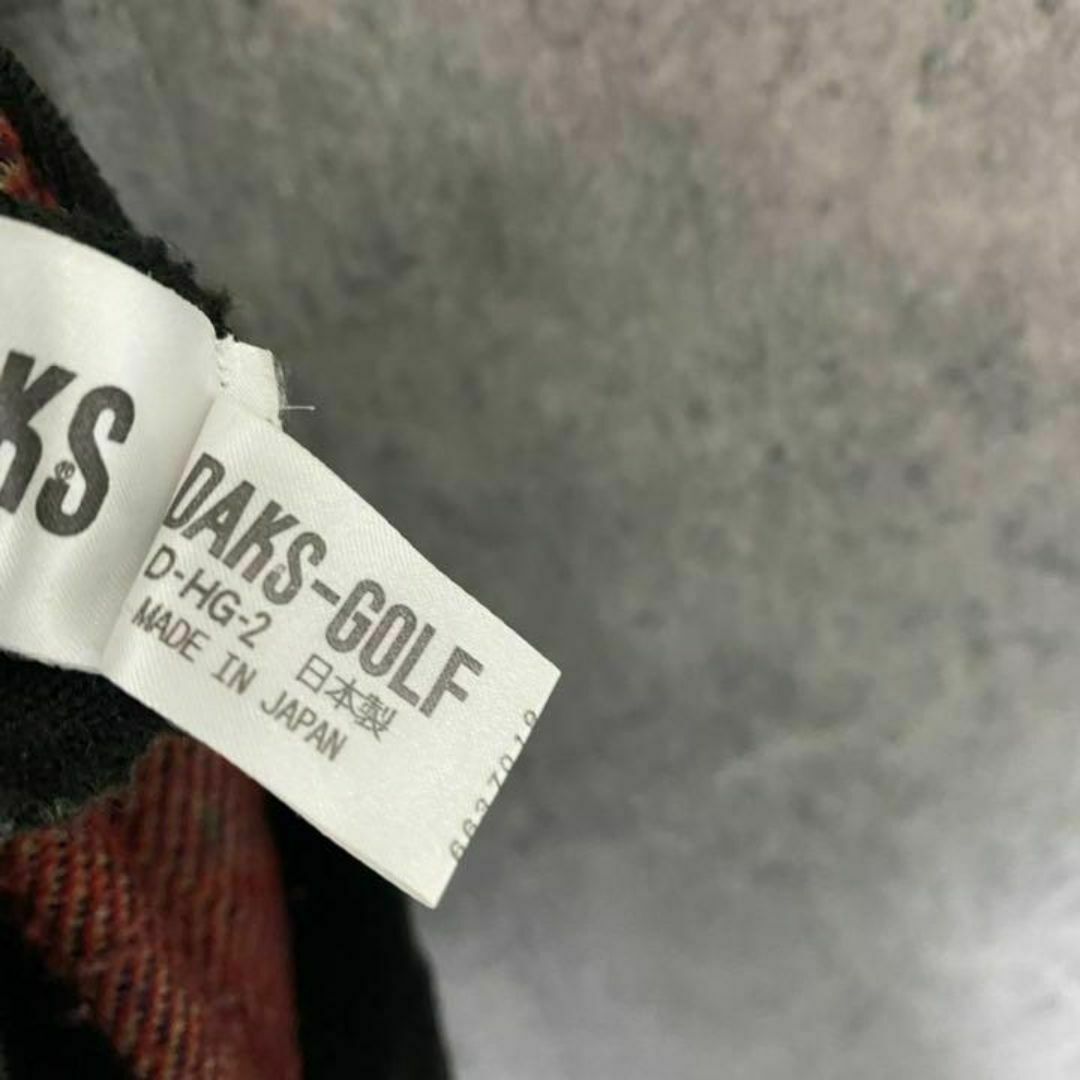 KS®
DAKS-GOLF
D-HG-2 日本製
MADE IN JAPAN